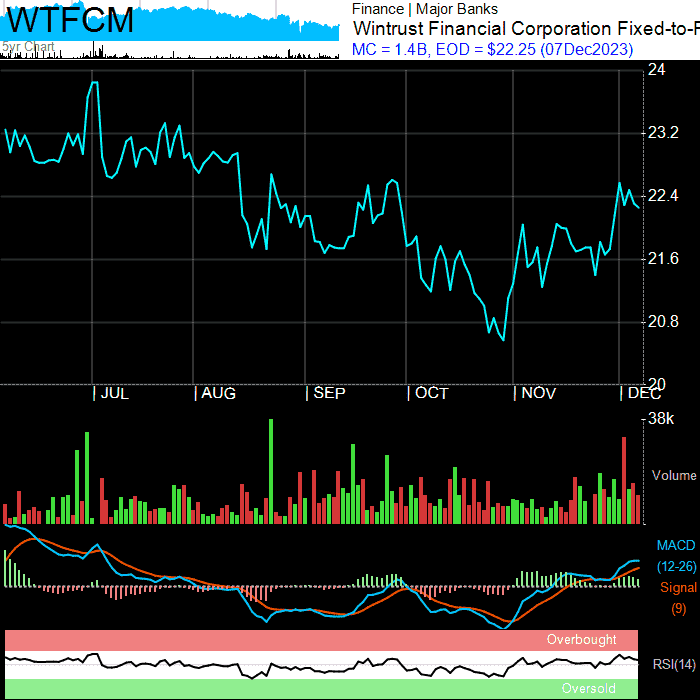 WTFCM
5yr Chart
Finance | Major Banks
Wintrust Financial Corporation Fixed-to-F
MC = 1.4B, EOD = $22.25 (07Dec2023)
24
23.2
22.4
21.6
20.8
20
JUL AUG SEP OCT NOV DEC
38k
Volume
MACD
(12-26)
Signal
(9)
Overbought
RSI(14)
Oversold